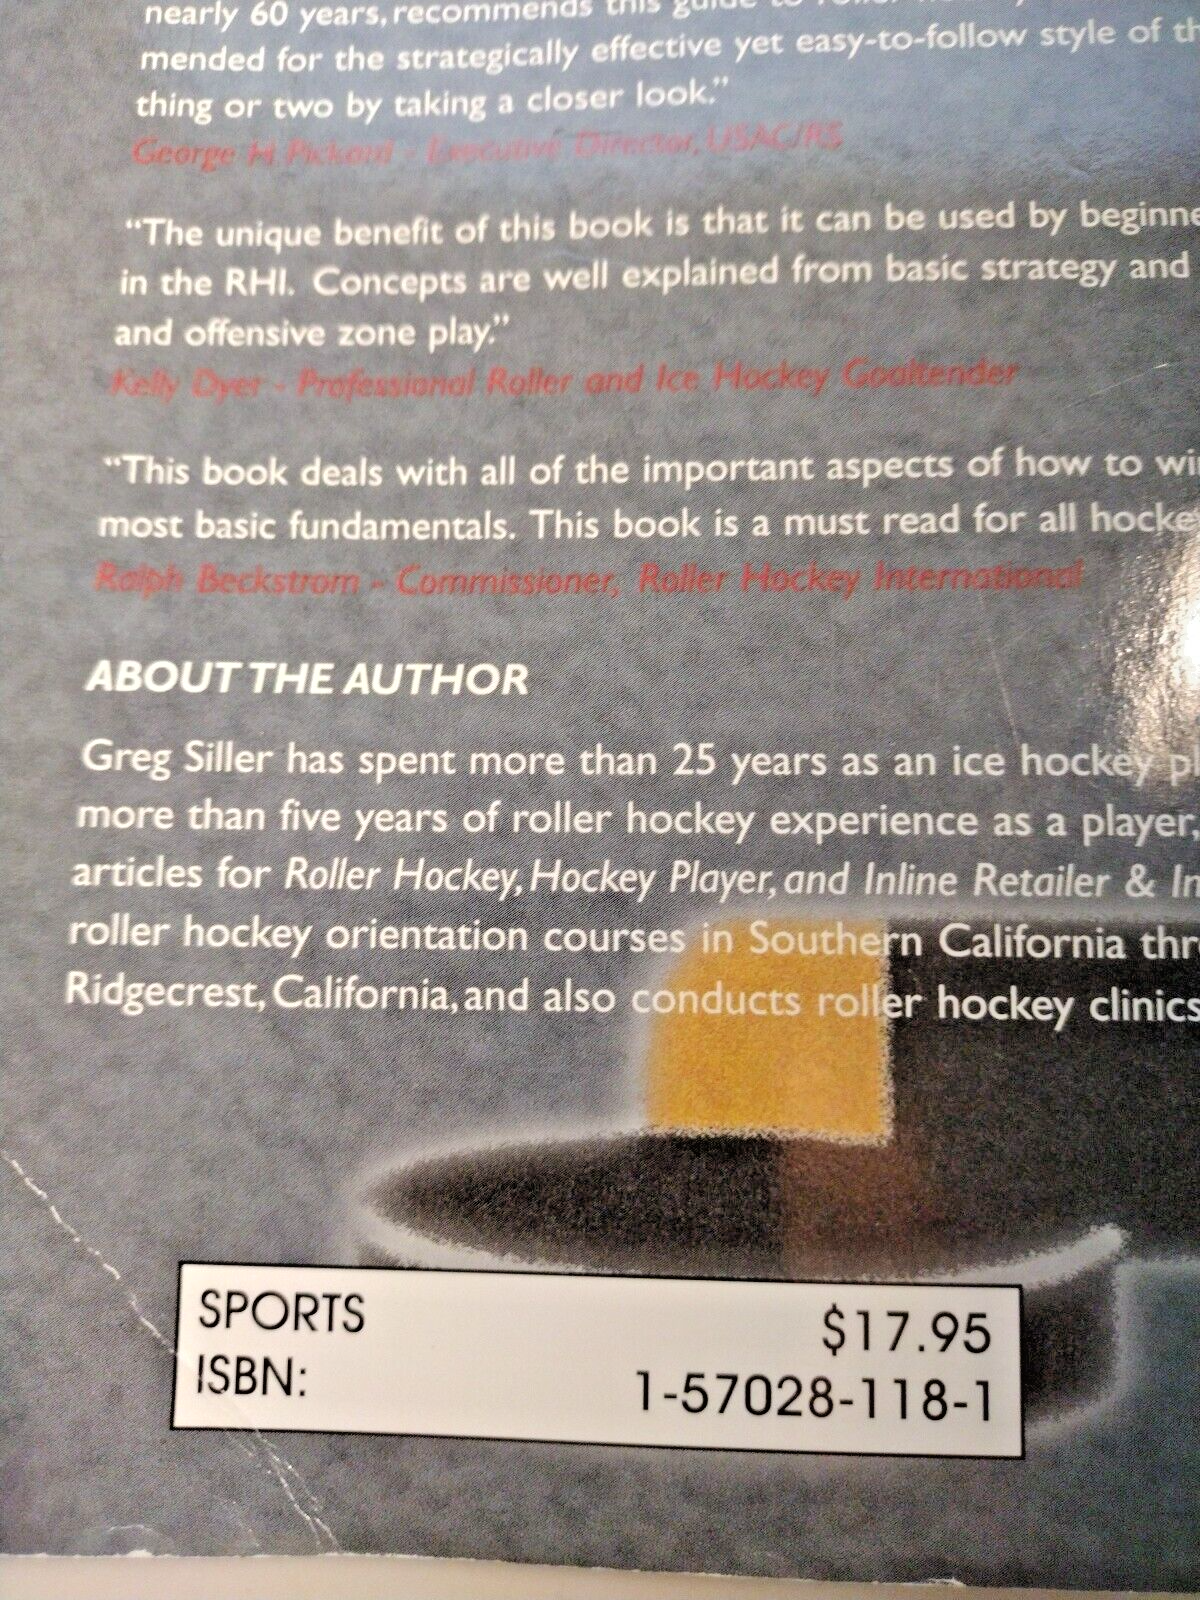 nearly 60 years, recommends this guide to roller
mended for the strategically effective yet easy-to-follow style of th
thing or two by taking a closer look."
George H. Pickard - Executive Director, USAC/RS
"The unique benefit of this book is that it can be used by beginne
in the RHI. Concepts are well explained from basic strategy and
and offensive zone play."
Kelly Dyer - Professional Roller and Ice Hockey Goaltender
"This book deals with all of the important aspects of how to wi
most basic fundamentals. This book is a must read for all hocke
Ralph Beckstrom - Commissioner, Roller Hockey International
ABOUT THE AUTHOR
Greg Siller has spent more than 25 years as an ice hockey pl
more than five years of roller hockey experience as a player,
articles for Roller Hockey, Hockey Player, and Inline Retailer & In
roller hockey orientation courses in Southern California thr
Ridgecrest, California, and also conducts roller hockey clinics
SPORTS $17.95
ISBN: 1-57028-118-1